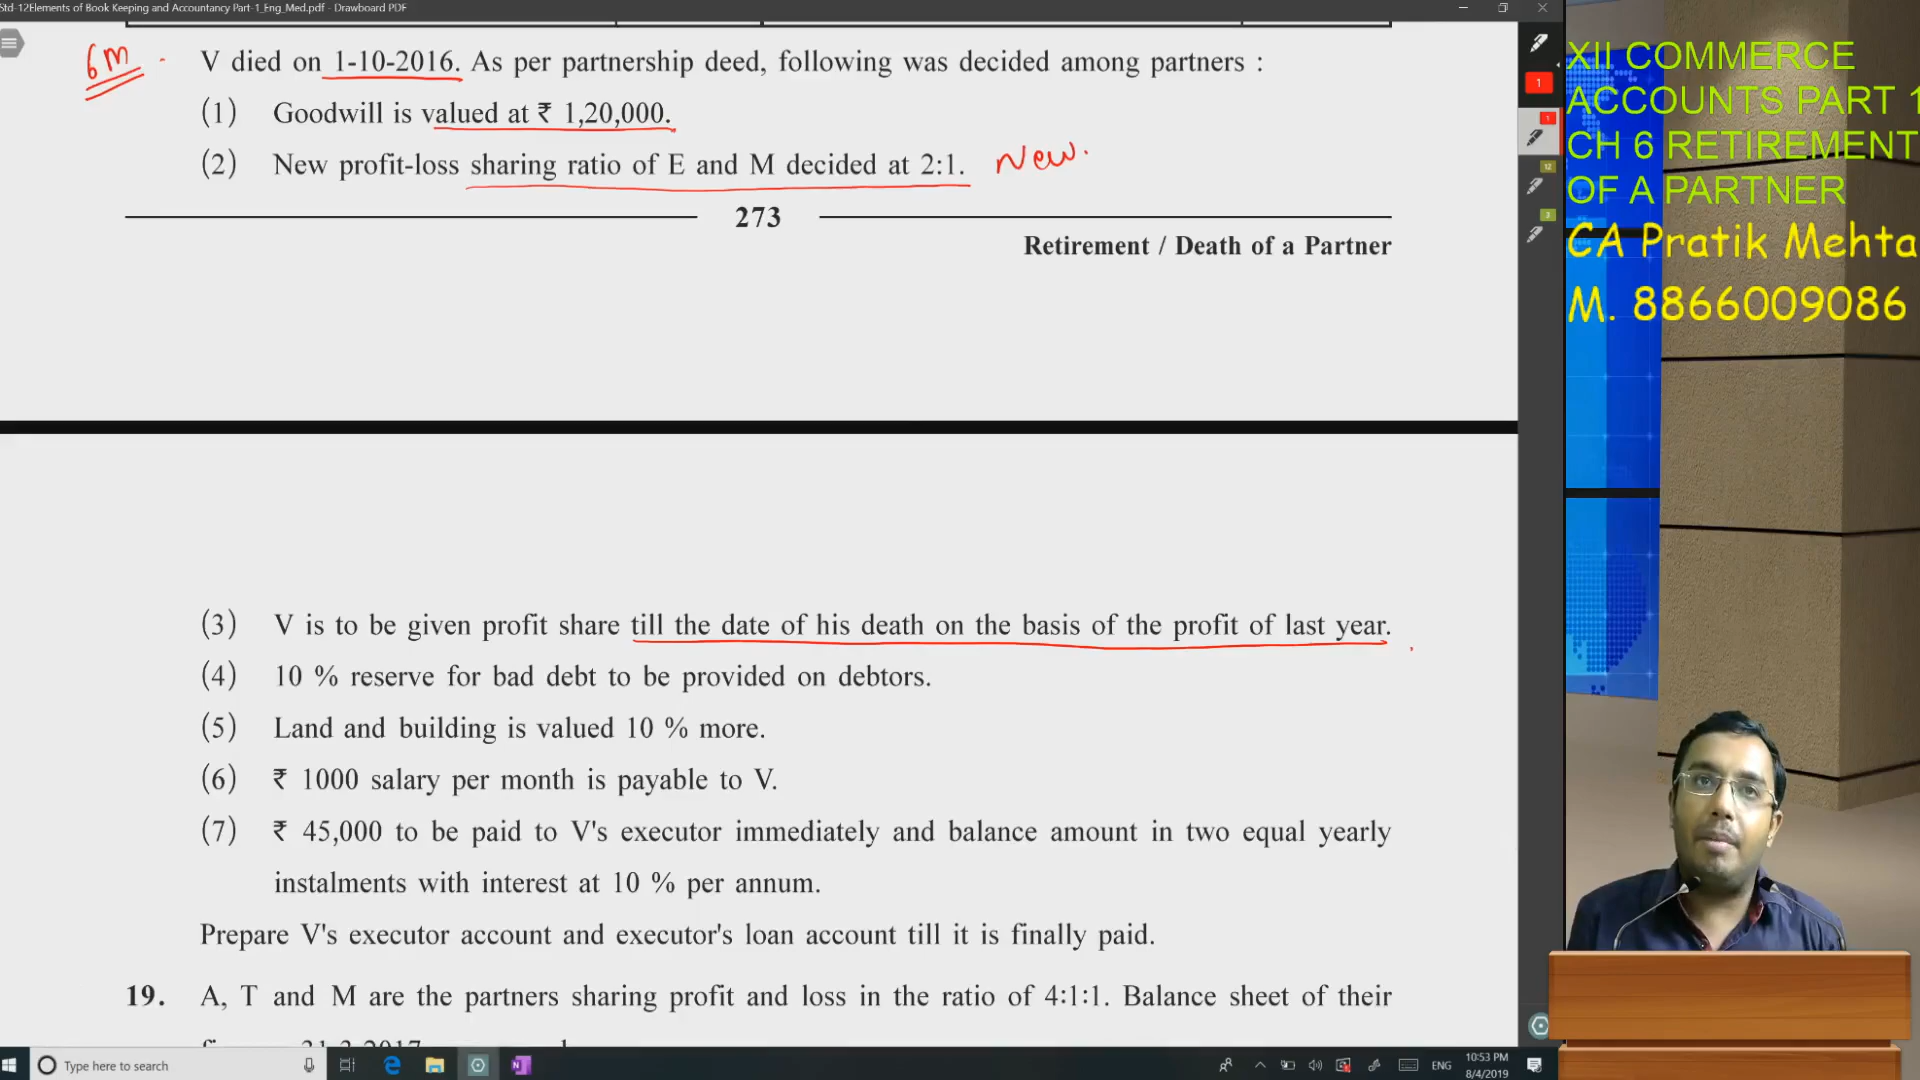 Std-12Elements of Book Keeping and Accountancy Part-1_Eng_Med.pdf - Drawboard PDF
6M
V died on 1-10-2016. As per partnership deed, following was decided among partners :
(1) Goodwill is valued at ₹ 1,20,000.
(2) New profit-loss sharing ratio of E and M decided at 2:1. New.
273
Retirement / Death of a Partner
(3) V is to be given profit share till the date of his death on the basis of the profit of last year.
(4) 10 % reserve for bad debt to be provided on debtors.
(5) Land and building is valued 10 % more.
(6) ₹ 1000 salary per month is payable to V.
(7) ₹ 45,000 to be paid to V's executor immediately and balance amount in two equal yearly
instalments with interest at 10 % per annum.
Prepare V's executor account and executor's loan account till it is finally paid.
19. A, T and M are the partners sharing profit and loss in the ratio of 4:1:1. Balance sheet of their
1
1
12
3
XII COMMERCE
ACCOUNTS PART 1
CH 6 RETIREMENT
OF A PARTNER
CA Pratik Mehta
M. 8866009086
Type here to search
ENG
10:53 PM
8/4/2019